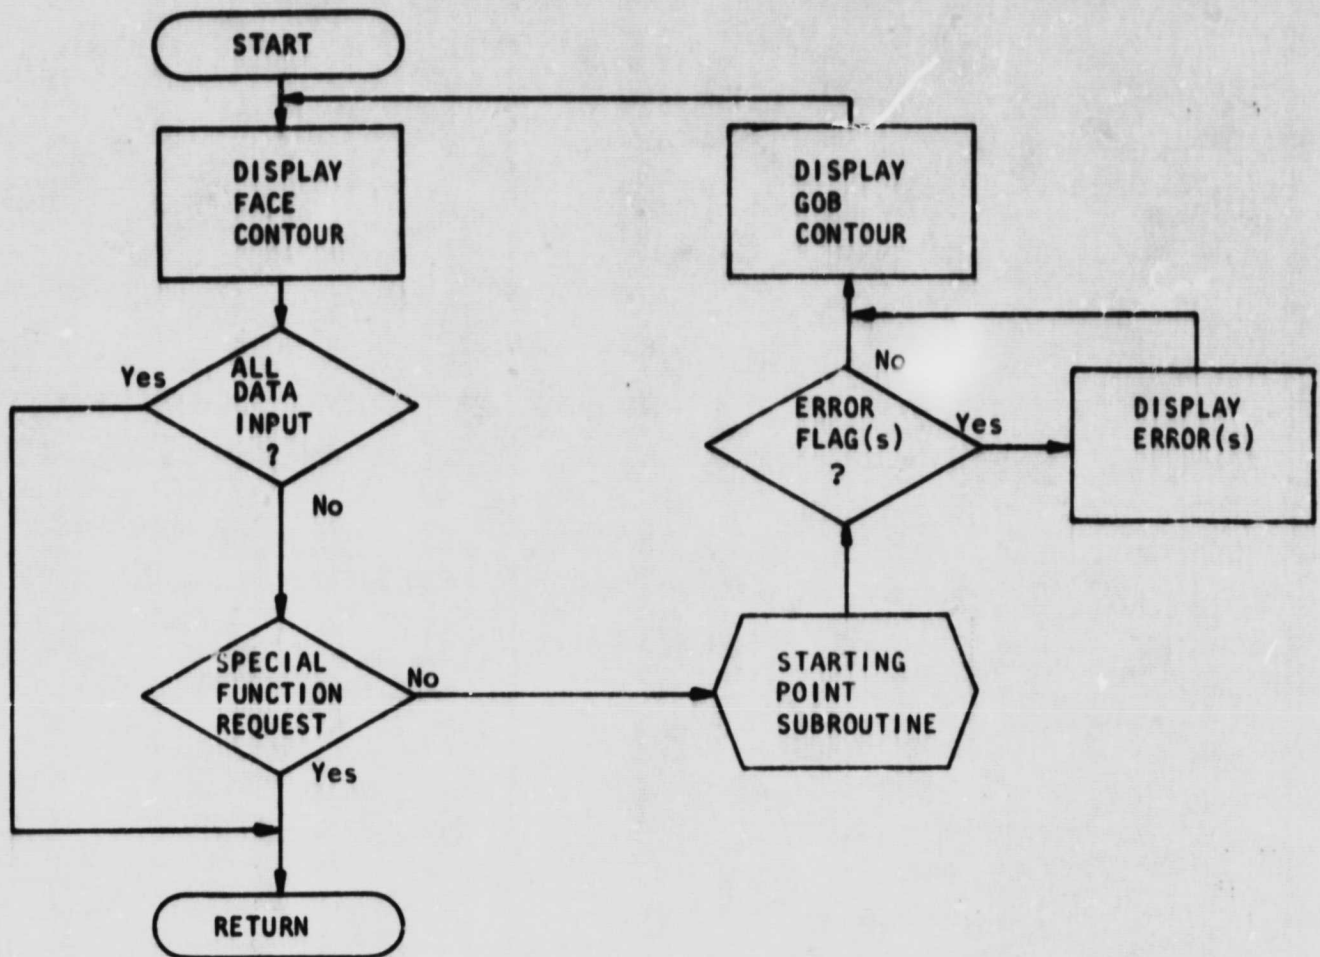 START
DISPLAY
FACE
CONTOUR
Yes
ALL
DATA
INPUT
?
No
SPECIAL
FUNCTION
REQUEST
No
Yes
RETURN
DISPLAY
GOB
CONTOUR
No
ERROR
FLAG(s)
?
Yes
DISPLAY
ERROR(s)
STARTING
POINT
SUBROUTINE